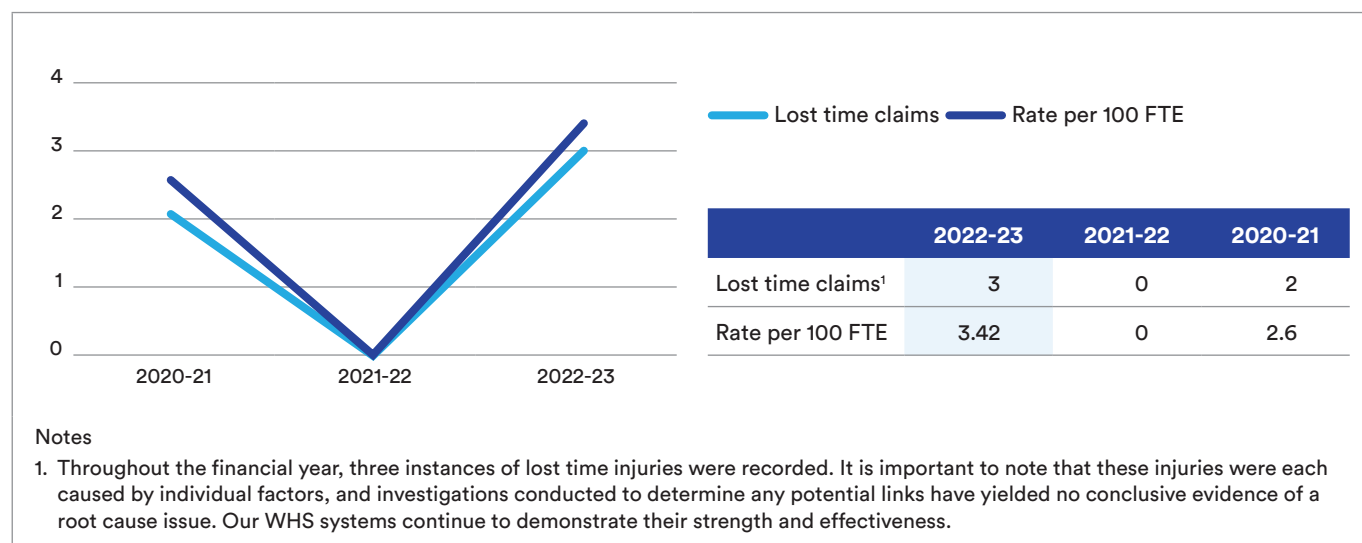 4
3
2
1
0
2020-21 2021-22 2022-23
Lost time claims Rate per 100 FTE
2022-23 2021-22 2020-21
Lost time claims¹ 3 0 2
Rate per 100 FTE 3.42 0 2.6
Notes
1. Throughout the financial year, three instances of lost time injuries were recorded. It is important to note that these injuries were each
caused by individual factors, and investigations conducted to determine any potential links have yielded no conclusive evidence of a
root cause issue. Our WHS systems continue to demonstrate their strength and effectiveness.